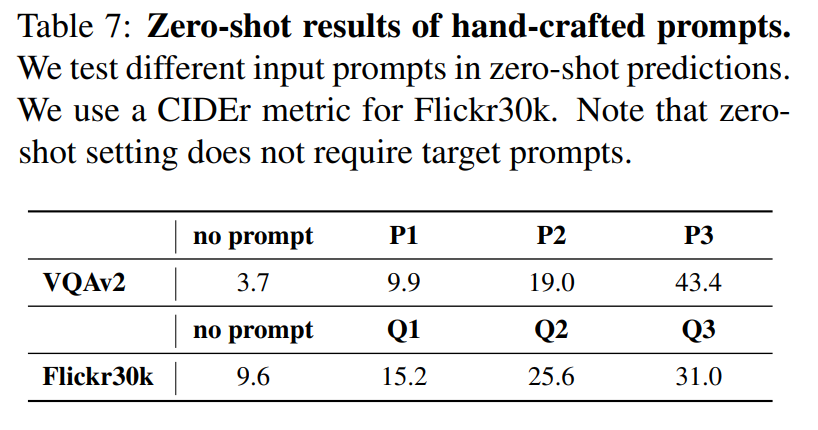 Table 7: Zero-shot results of hand-crafted prompts.
We test different input prompts in zero-shot predictions.
We use a CIDEr metric for Flickr30k. Note that zero-
shot setting does not require target prompts.
no prompt P1 P2 P3
VQAv2 3.7 9.9 19.0 43.4
no prompt Q1 Q2 Q3
Flickr30k 9.6 15.2 25.6 31.0